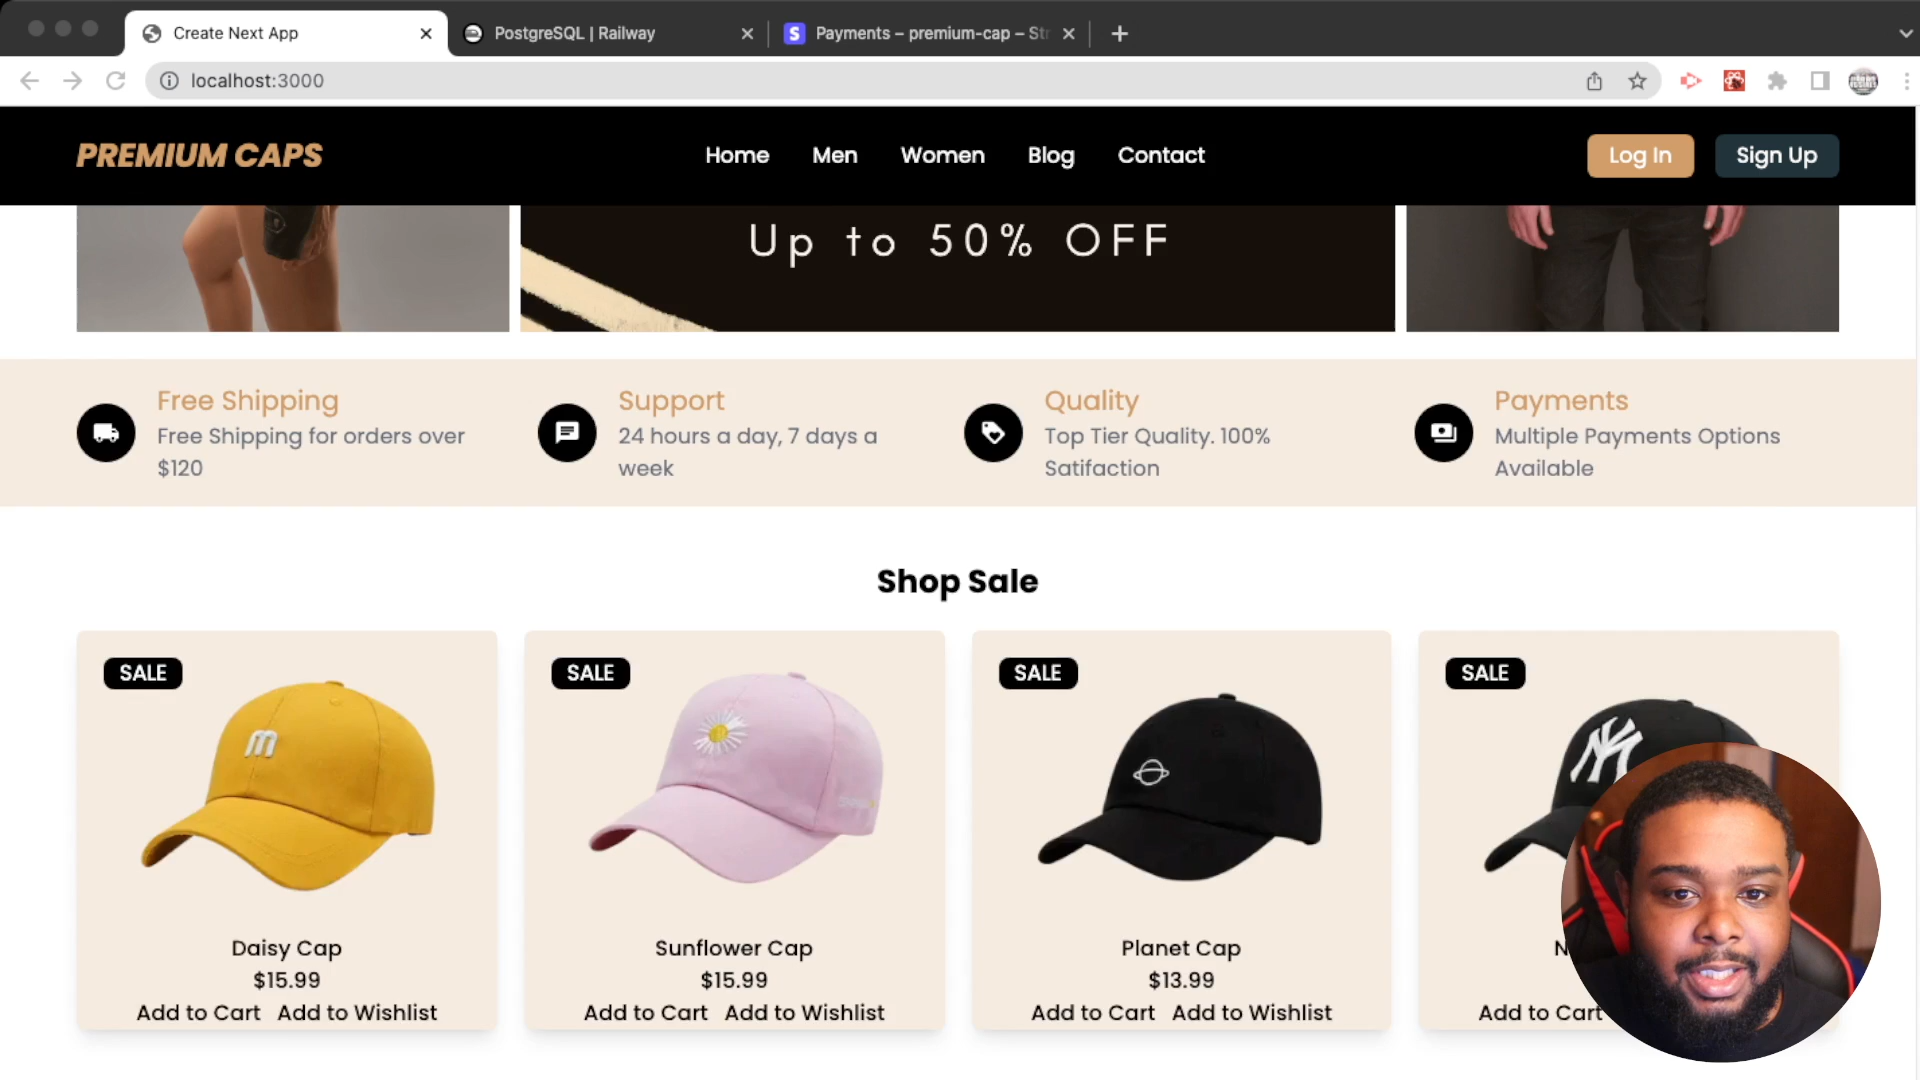 Create Next App
PostgreSQL | Railway
Payments – premium-cap – Str
localhost:3000
PREMIUM CAPS
Home Men Women Blog Contact
Log In Sign Up
Up to 50% OFF
Free Shipping
Free Shipping for orders over
$120
Support
24 hours a day, 7 days a
week
Quality
Top Tier Quality. 100%
Satifaction
Payments
Multiple Payments Options
Available
Shop Sale
SALE
m
Daisy Cap
$15.99
Add to Cart Add to Wishlist
SALE
Sunflower Cap
$15.99
Add to Cart Add to Wishlist
SALE
Planet Cap
$13.99
Add to Cart Add to Wishlist
SALE
NY
Add to Cart